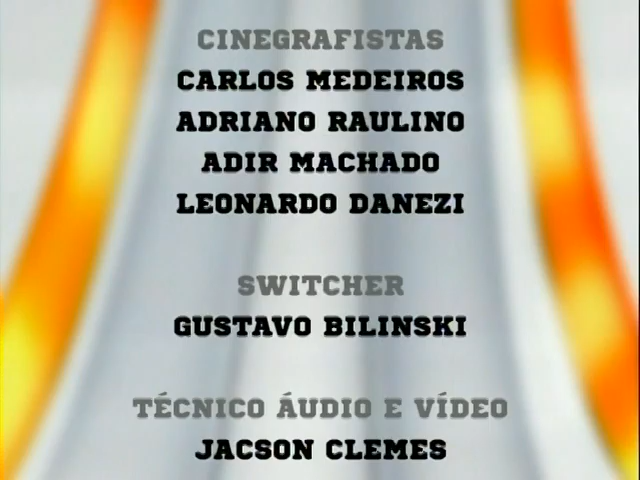 CINEGRAFISTAS
CARLOS MEDEIROS
ADRIANO RAULINO
ADIR MACHADO
LEONARDO DANEZI
SWITCHER
GUSTAVO BILINSKI
TÉCNICO ÁUDIO E VÍDEO
JACSON CLEMES